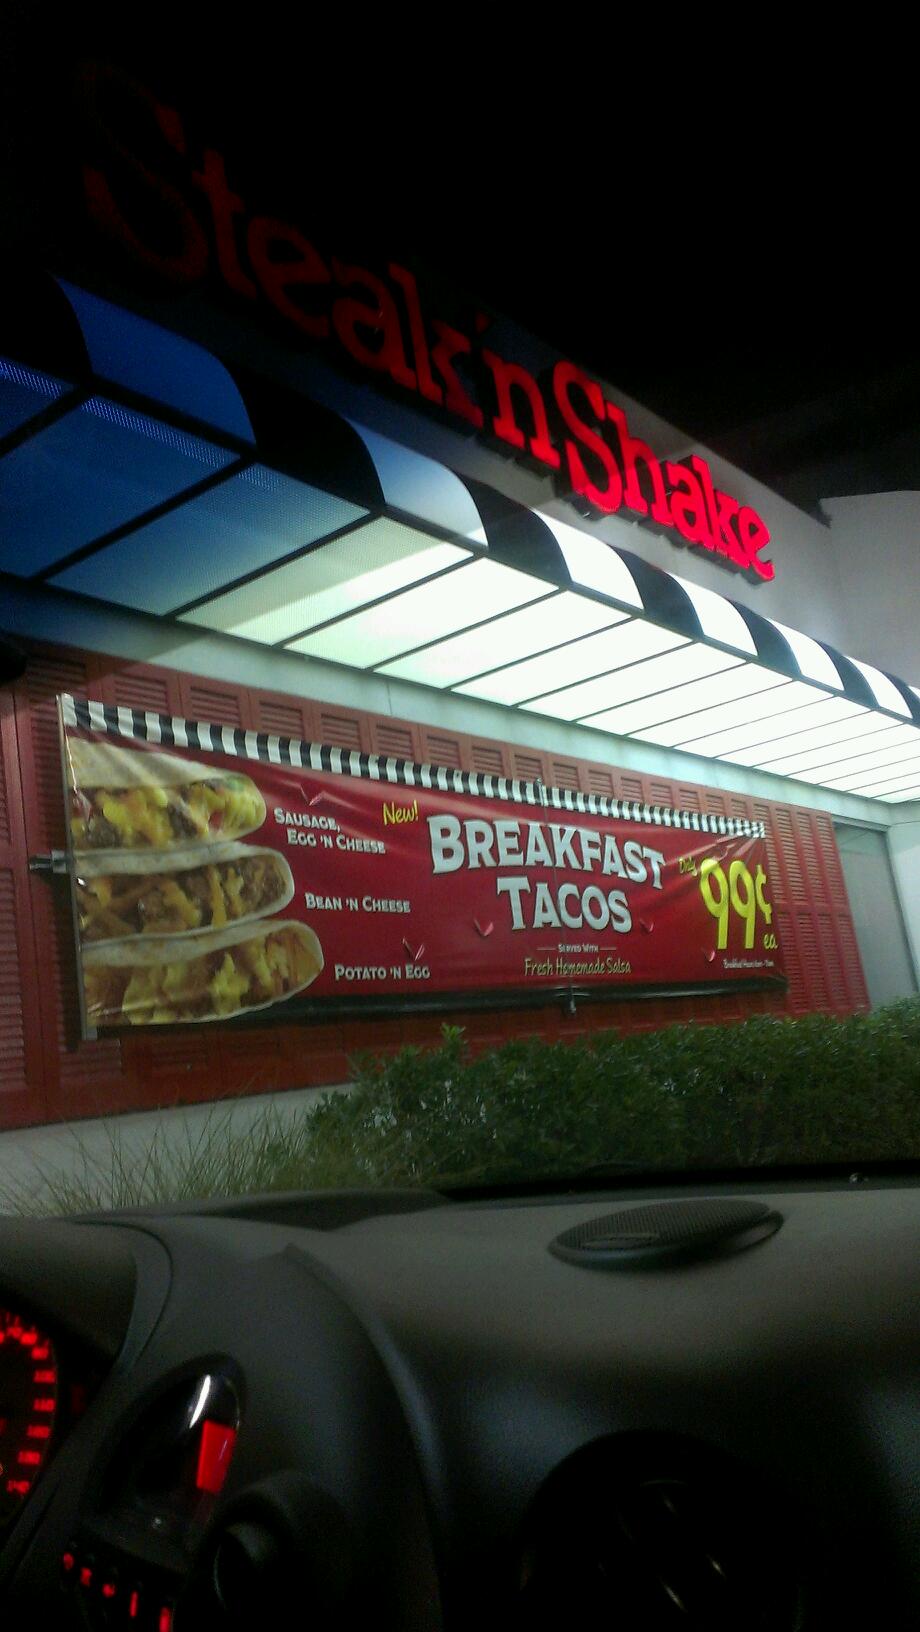 Steak'n Shake
New!
SAUSAGE,
EGG 'N CHEESE
BEAN 'N CHEESE
POTATO 'N EGG
BREAKFAST
TACOS
SERVED WITH
Fresh Homemade Salsa
Only
99¢
ea